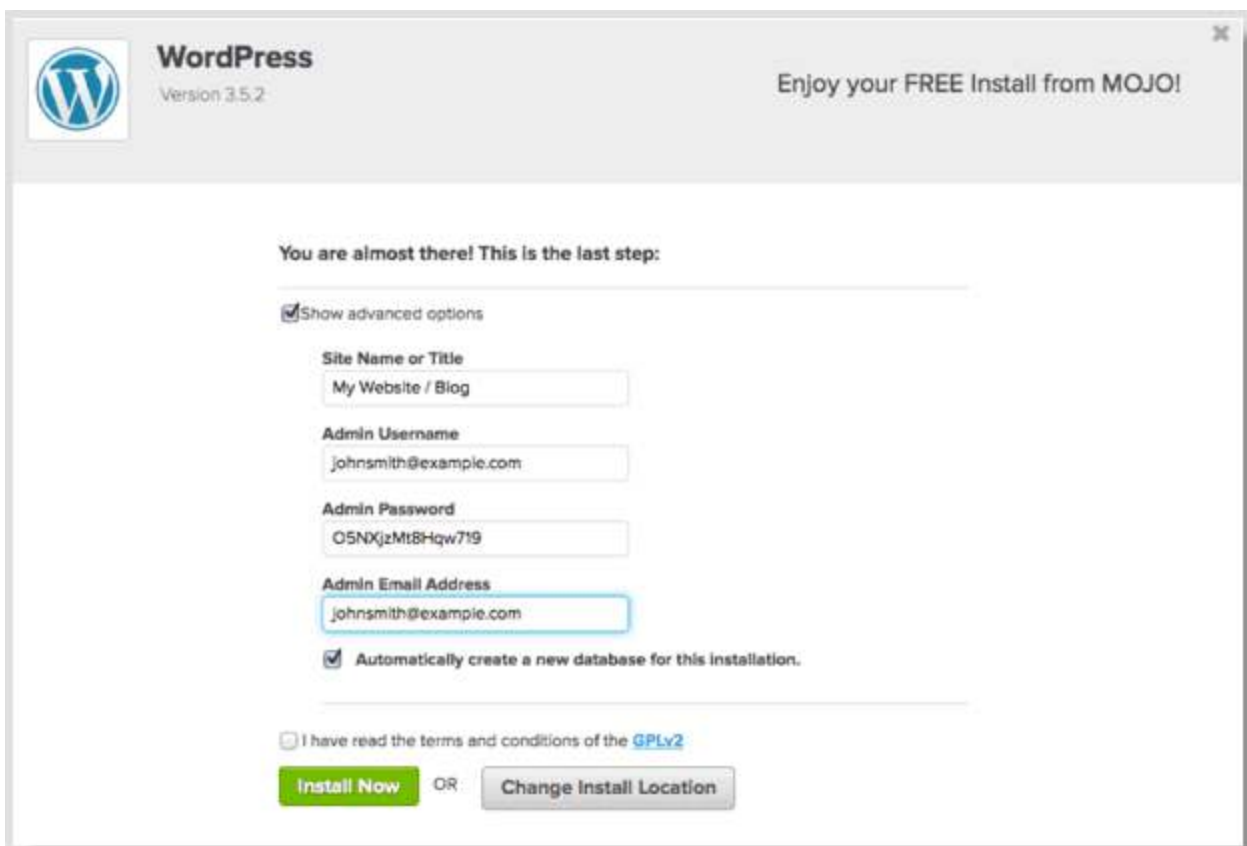 WordPress
Version 3.5.2
Enjoy your FREE Install from MOJO!
You are almost there! This is the last step:
Show advanced options
Site Name or Title
My Website / Blog
Admin Username
johnsmith@example.com
Admin Password
O5NXjzMt8Hqw719
Admin Email Address
johnsmith@example.com
Automatically create a new database for this installation.
I have read the terms and conditions of the GPLv2
Install Now OR Change Install Location